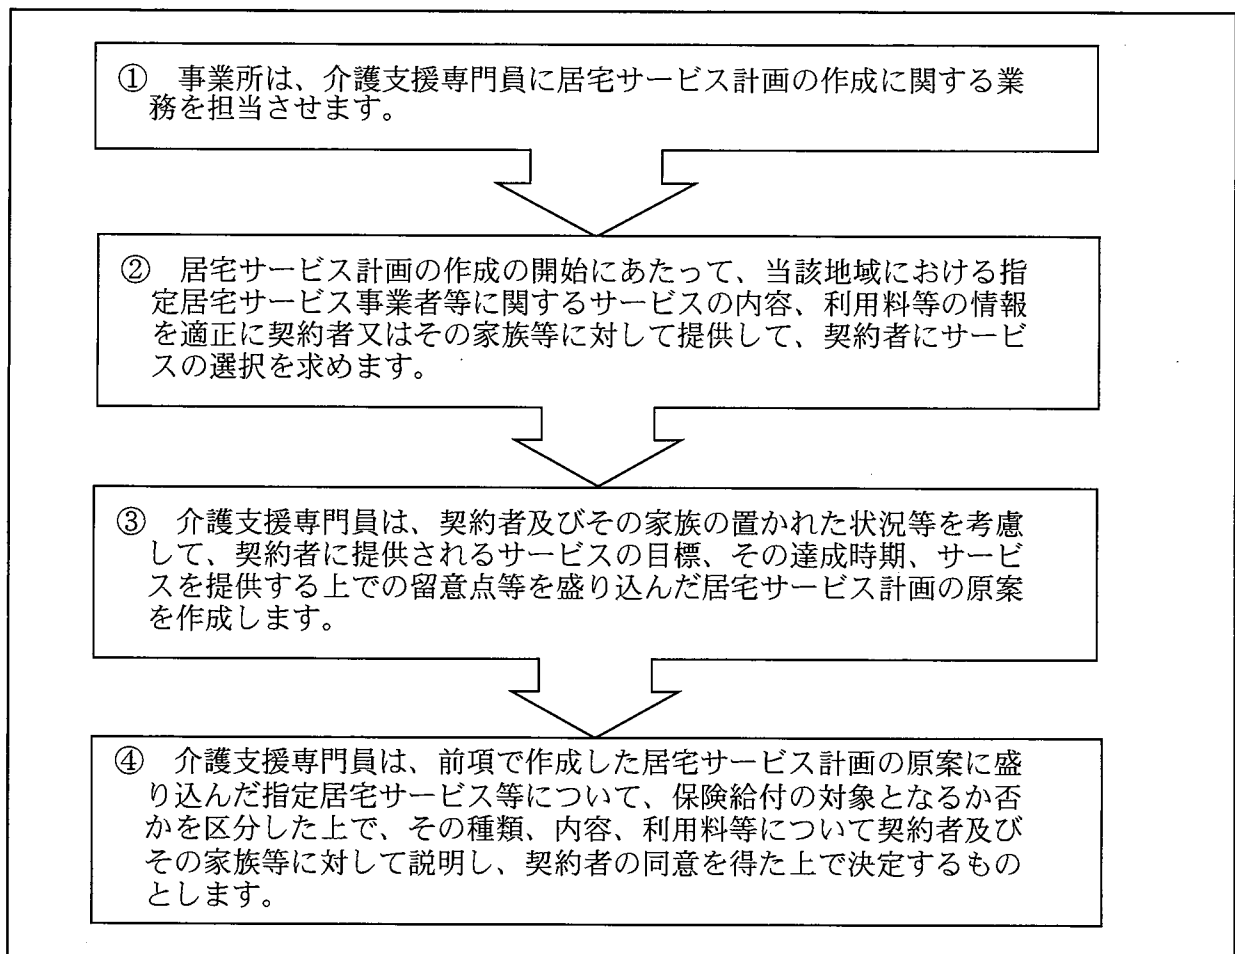 ① 事業所は、介護支援専門員に居宅サービス計画の作成に関する業
務を担当させます。
② 居宅サービス計画の作成の開始にあたって、当該地域における指
定居宅サービス事業者等に関するサービスの内容、利用料等の情報
を適正に契約者又はその家族等に対して提供して、契約者にサービ
スの選択を求めます。
③ 介護支援専門員は、契約者及びその家族の置かれた状況等を考慮
して、契約者に提供されるサービスの目標、その達成時期、サービ
スを提供する上での留意点等を盛り込んだ居宅サービス計画の原案
を作成します。
④ 介護支援専門員は、前項で作成した居宅サービス計画の原案に盛
り込んだ指定居宅サービス等について、保険給付の対象となるか否
かを区分した上で、その種類、内容、利用料等について契約者及び
その家族等に対して説明し、契約者の同意を得た上で決定するもの
とします。